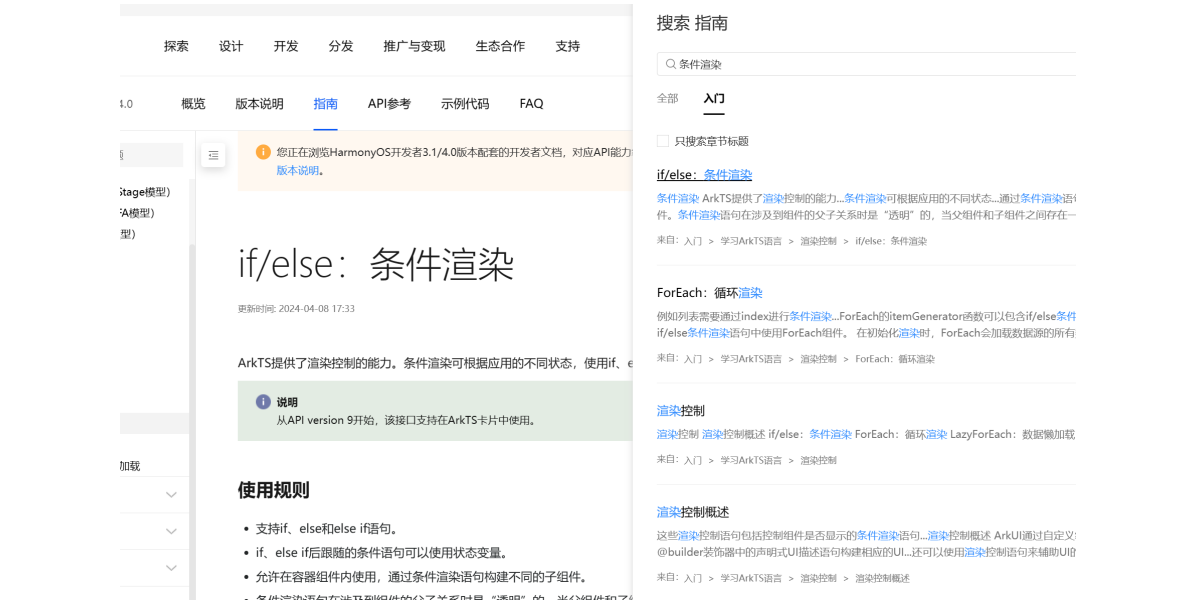 探索 设计 开发 分发 推广与变现 生态合作 支持
4.0 概览 版本说明 指南 API参考 示例代码 FAQ
Stage模型）
FA模型）
型）
加载
您正在浏览HarmonyOS开发者3.1/4.0版本配套的开发者文档，对应API能力
版本说明。
if/else：条件渲染
更新时间: 2024-04-08 17:33
ArkTS提供了渲染控制的能力。条件渲染可根据应用的不同状态，使用if、e
说明
从API version 9开始，该接口支持在ArkTS卡片中使用。
使用规则
• 支持if、else和else if语句。
• if、else if后跟随的条件语句可以使用状态变量。
• 允许在容器组件内使用，通过条件渲染语句构建不同的子组件。
• 条件渲染语句在涉及到组件的父子关系时是“透明”的，当父组件和子组
搜索 指南
条件渲染
全部 入门
只搜索章节标题
if/else：条件渲染
条件渲染 ArkTS提供了渲染控制的能力...条件渲染可根据应用的不同状态...通过条件渲染语句
件。条件渲染语句在涉及到组件的父子关系时是“透明”的，当父组件和子组件之间存在一
来自: 入门 > 学习ArkTS语言 > 渲染控制 > if/else：条件渲染
ForEach：循环渲染
例如列表需要通过index进行条件渲染...ForEach的itemGenerator函数可以包含if/else条件
if/else条件渲染语句中使用ForEach组件。 在初始化渲染时，ForEach会加载数据源的所有
来自: 入门 > 学习ArkTS语言 > 渲染控制 > ForEach：循环渲染
渲染控制
渲染控制 渲染控制概述 if/else：条件渲染 ForEach：循环渲染 LazyForEach：数据懒加载
来自: 入门 > 学习ArkTS语言 > 渲染控制
渲染控制概述
这些渲染控制语句包括控制组件是否显示的条件渲染语句...渲染控制概述 ArkUI通过自定义
@builder装饰器中的声明式UI描述语句构建相应的UI...还可以使用渲染控制语句来辅助UI的
来自: 入门 > 学习ArkTS语言 > 渲染控制 > 渲染控制概述